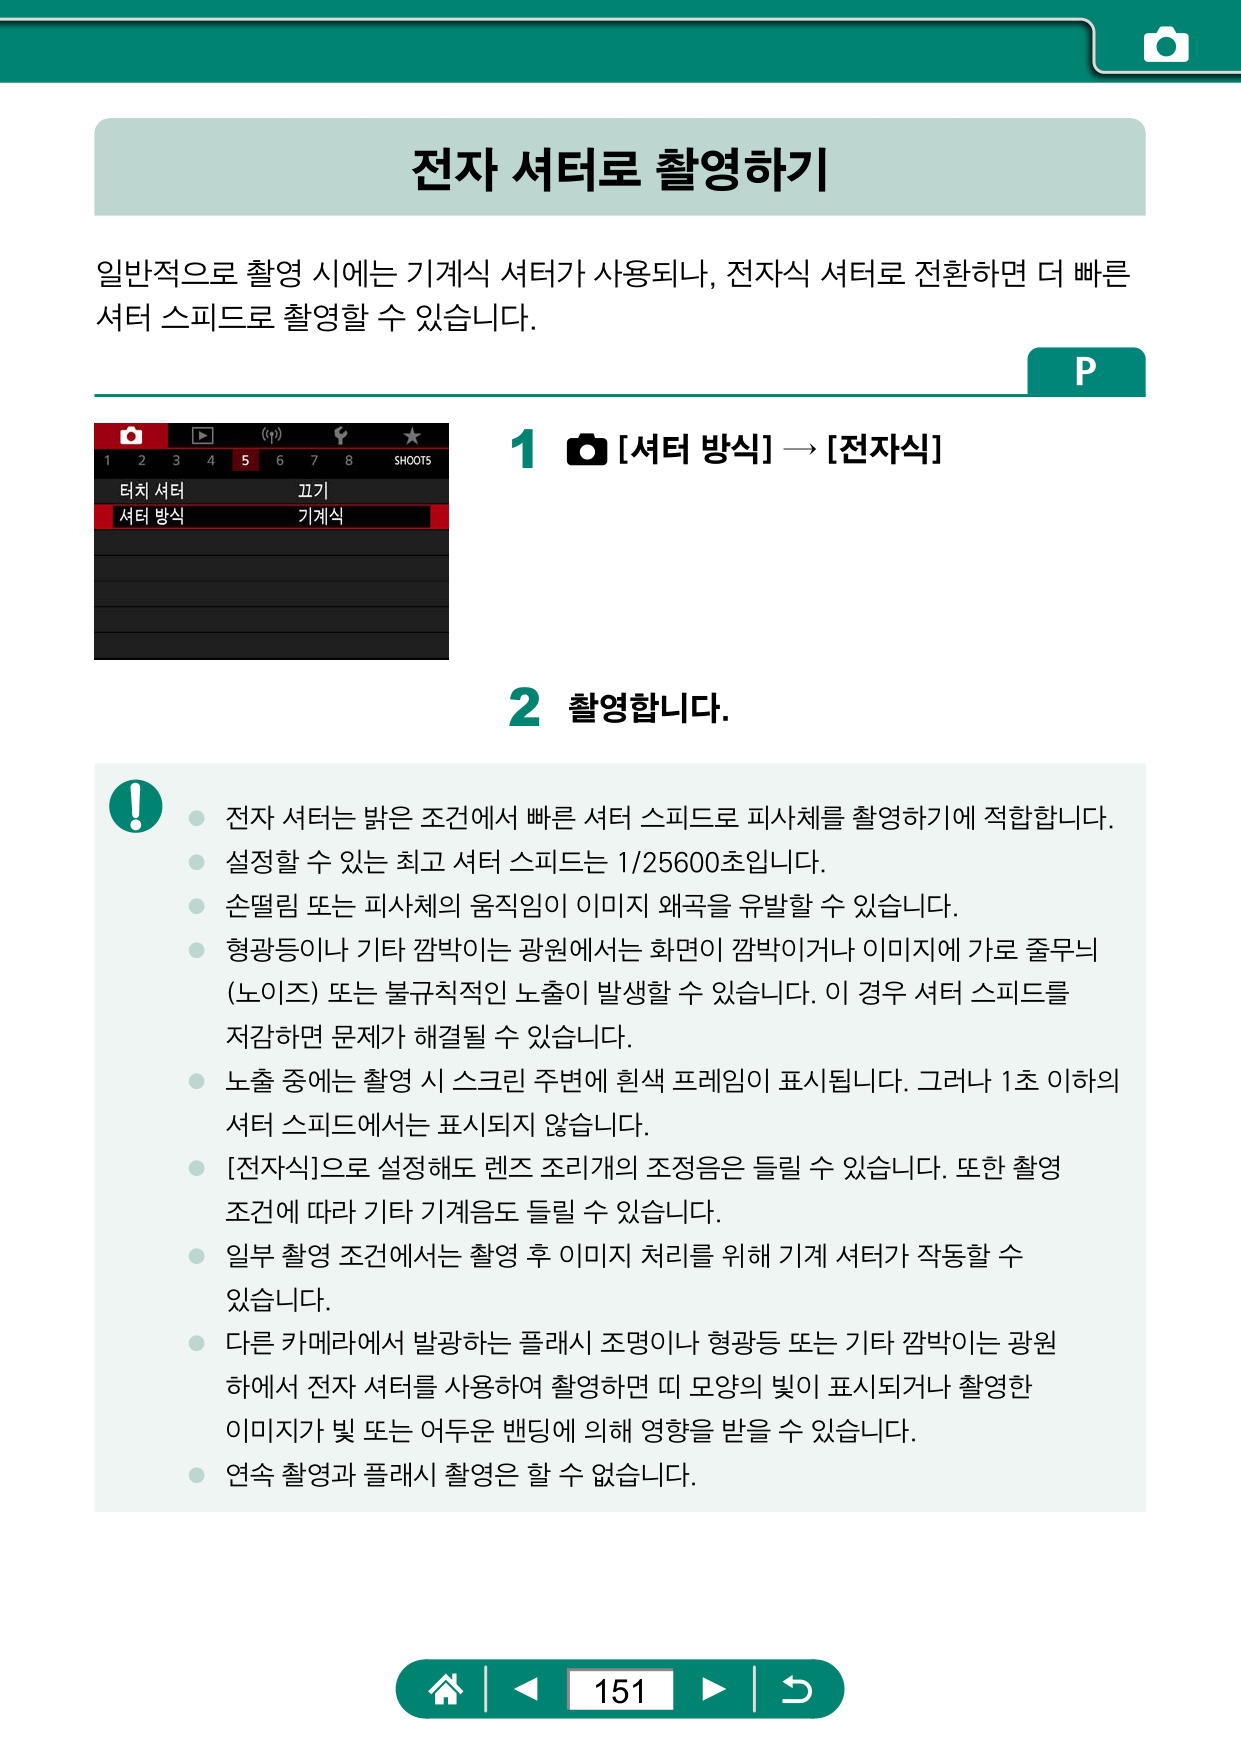 전자 셔터로 촬영하기
일반적으로 촬영 시에는 기계식 셔터가 사용되나, 전자식 셔터로 전환하면 더 빠른
셔터 스피드로 촬영할 수 있습니다.
P
1 2 3 4 5 6 7 8 SHOOT5
터치 셔터 끄기
셔터 방식 기계식
1 [셔터 방식] → [전자식]
2 촬영합니다.
● 전자 셔터는 밝은 조건에서 빠른 셔터 스피드로 피사체를 촬영하기에 적합합니다.
● 설정할 수 있는 최고 셔터 스피드는 1/25600초입니다.
● 손떨림 또는 피사체의 움직임이 이미지 왜곡을 유발할 수 있습니다.
● 형광등이나 기타 깜박이는 광원에서는 화면이 깜박이거나 이미지에 가로 줄무늬
(노이즈) 또는 불규칙적인 노출이 발생할 수 있습니다. 이 경우 셔터 스피드를
저감하면 문제가 해결될 수 있습니다.
● 노출 중에는 촬영 시 스크린 주변에 흰색 프레임이 표시됩니다. 그러나 1초 이하의
셔터 스피드에서는 표시되지 않습니다.
● [전자식]으로 설정해도 렌즈 조리개의 조정음은 들릴 수 있습니다. 또한 촬영
조건에 따라 기타 기계음도 들릴 수 있습니다.
● 일부 촬영 조건에서는 촬영 후 이미지 처리를 위해 기계 셔터가 작동할 수
있습니다.
● 다른 카메라에서 발광하는 플래시 조명이나 형광등 또는 기타 깜박이는 광원
하에서 전자 셔터를 사용하여 촬영하면 띠 모양의 빛이 표시되거나 촬영한
이미지가 빛 또는 어두운 밴딩에 의해 영향을 받을 수 있습니다.
● 연속 촬영과 플래시 촬영은 할 수 없습니다.
151